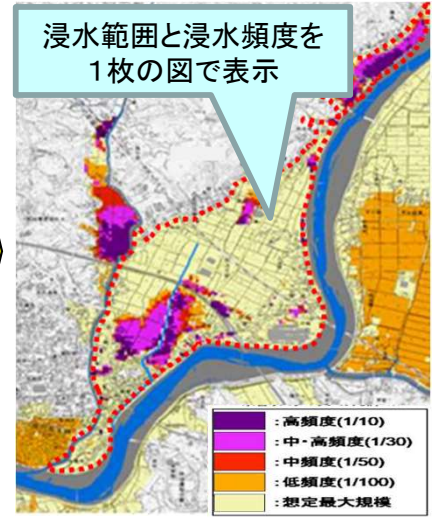 浸水範囲と浸水頻度を
1枚の図で表示
:高頻度(1/10)
:中・高頻度(1/30)
:中頻度(1/50)
:低頻度(1/100)
:想定最大規模